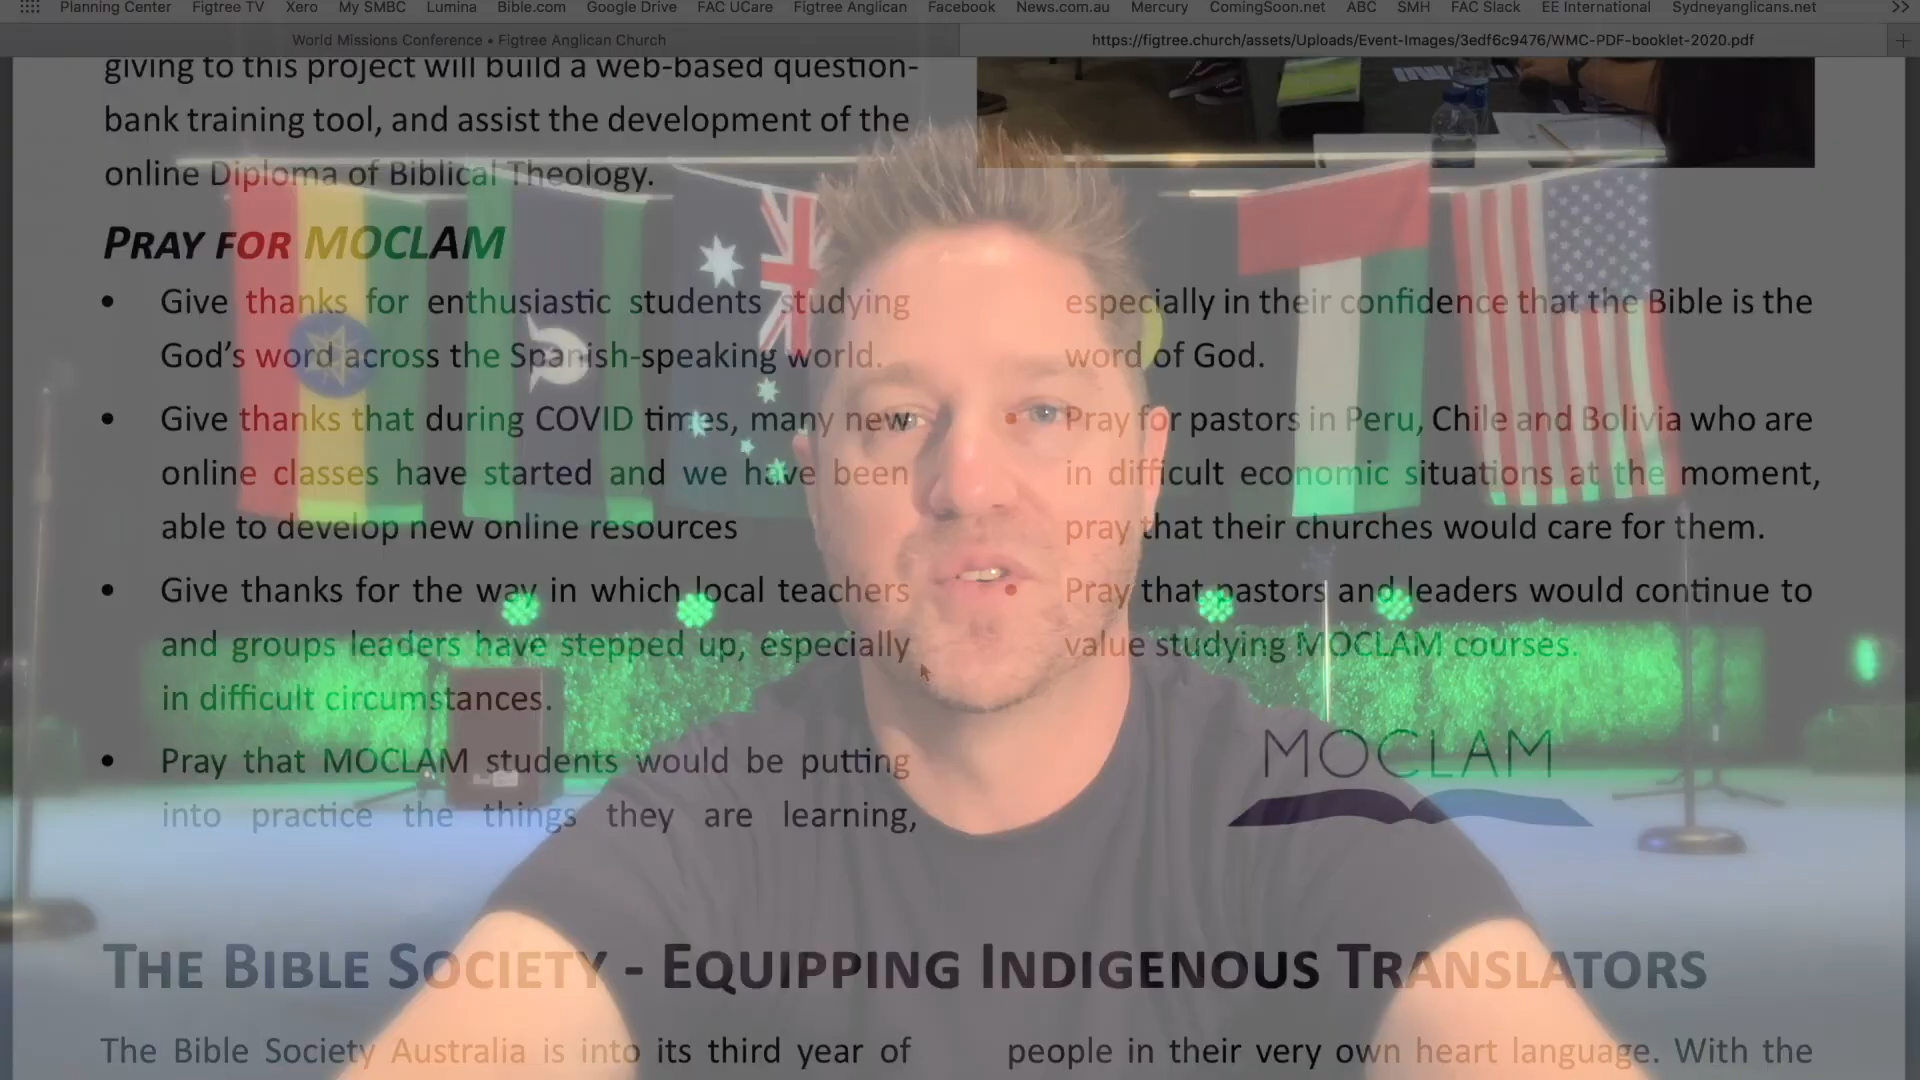 Planning Center Figtree TV Xero My SMBC Lumina Bible.com Google Drive FAC UCare Figtree Anglican Facebook News.com.au Mercury ComingSoon.net ABC SMH FAC Slack EE International Sydneyanglicans.net
World Missions Conference • Figtree Anglican Church
https://figtree.church/assets/Uploads/Event-Images/3edf6c9476/WMC-PDF-booklet-2020.pdf
giving to this project will build a web-based question-
bank training tool, and assist the development of the
online Diploma of Biblical Theology.
PRAY FOR MOCLAM
• Give thanks for enthusiastic students studying
God’s word across the Spanish-speaking world.
• Give thanks that during COVID times, many new
online classes have started and we have been
able to develop new online resources
• Give thanks for the way in which local teachers
and groups leaders have stepped up, especially
in difficult circumstances.
• Pray that MOCLAM students would be putting
into practice the things they are learning,
especially in their confidence that the Bible is the
word of God.
• Pray for pastors in Peru, Chile and Bolivia who are
in difficult economic situations at the moment,
pray that their churches would care for them.
• Pray that pastors and leaders would continue to
value studying MOCLAM courses.
MOCLAM
THE BIBLE SOCIETY - EQUIPPING INDIGENOUS TRANSLATORS
The Bible Society Australia is into its third year of
people in their very own heart language. With the